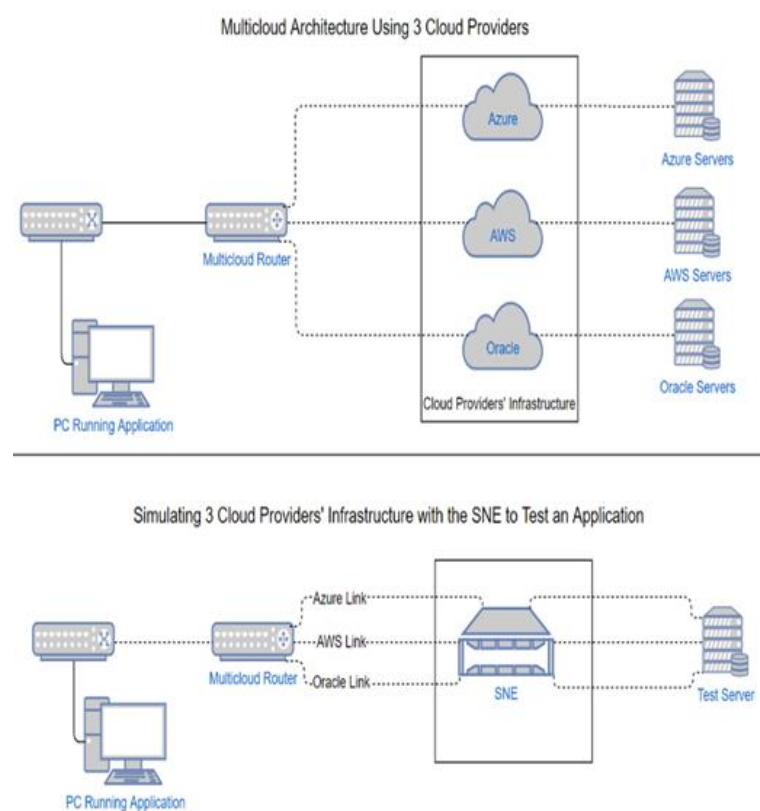 Multicloud Architecture Using 3 Cloud Providers
Azure
Azure Servers
Multicloud Router
AWS
AWS Servers
Oracle
Oracle Servers
Cloud Providers' Infrastructure
PC Running Application
Simulating 3 Cloud Providers' Infrastructure with the SNE to Test an Application
Azure Link
AWS Link
Multicloud Router
Oracle Link
SNE
Test Server
PC Running Application